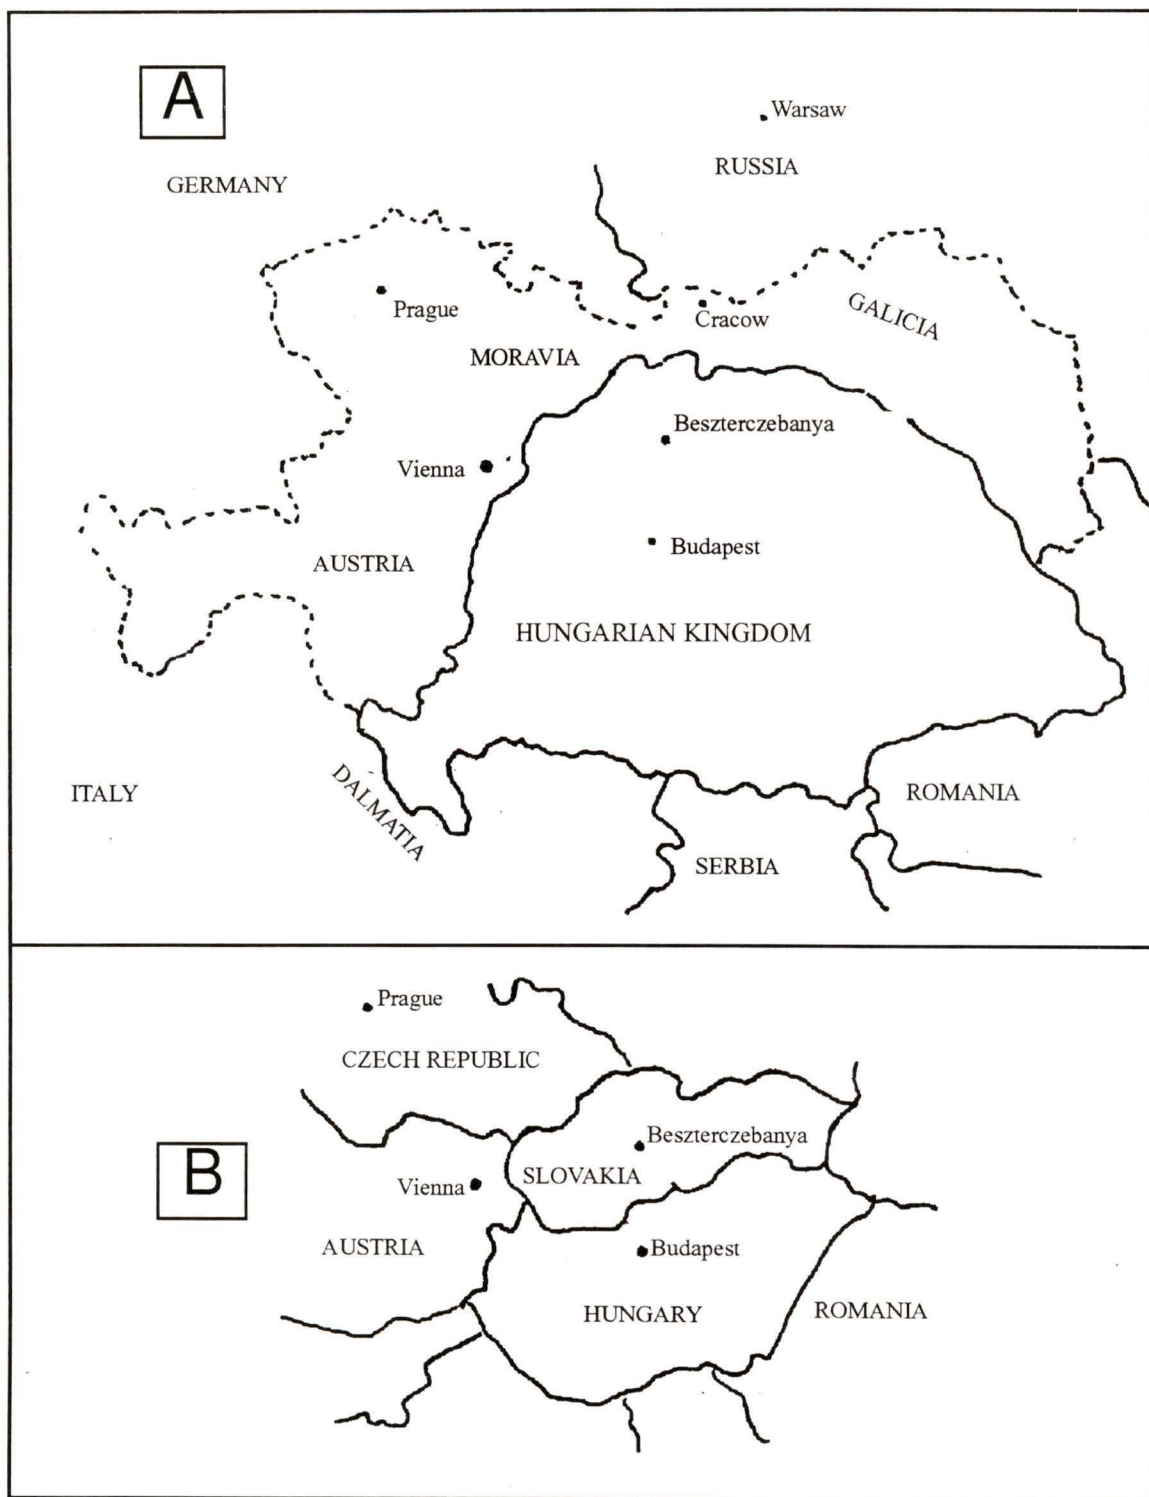 A
Warsaw
RUSSIA
GERMANY
Prague
Cracow
GALICIA
MORAVIA
Beszterczebanya
Vienna
Budapest
AUSTRIA
HUNGARIAN KINGDOM
ITALY
DALMATIA
ROMANIA
SERBIA
Prague
CZECH REPUBLIC
Beszterczebanya
B
SLOVAKIA
Vienna
AUSTRIA
Budapest
HUNGARY
ROMANIA